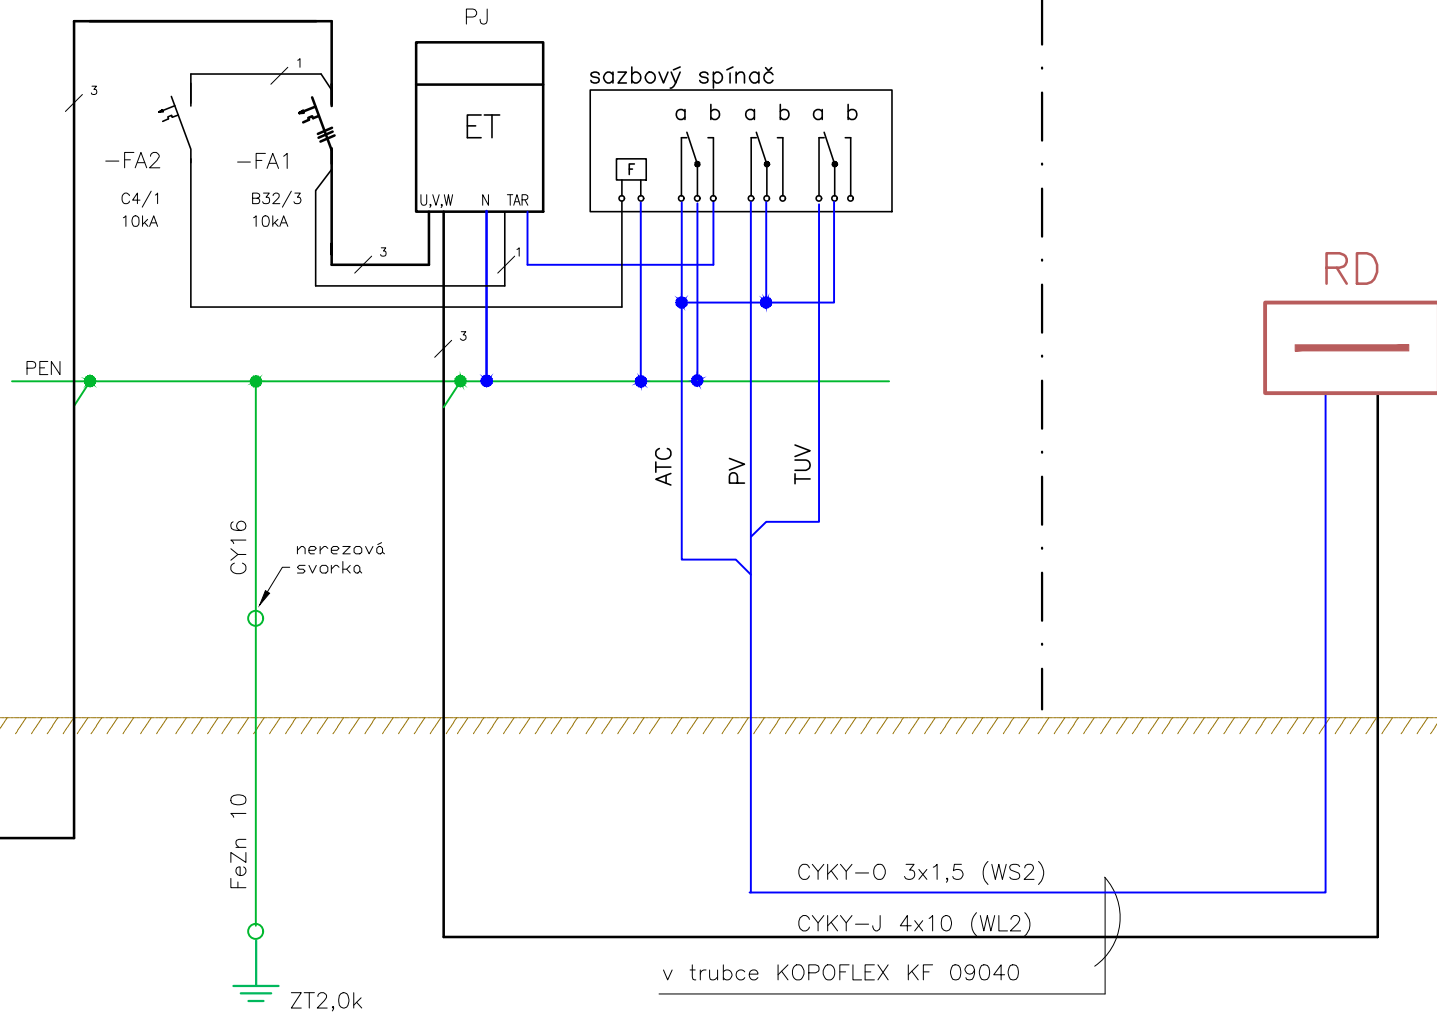 PJ
1
3
sazbový spínač
a b a b a b
ET
F
–FA2
–FA1
C4/1
10kA
B32/3
10kA
U,V,W N TAR
3
1
RD
3
PEN
ATC
PV
TUV
CY16
nerezová
svorka
FeZn 10
CYKY–O 3x1,5 (WS2)
CYKY–J 4x10 (WL2)
v trubce KOPOFLEX KF 09040
ZT2,0k